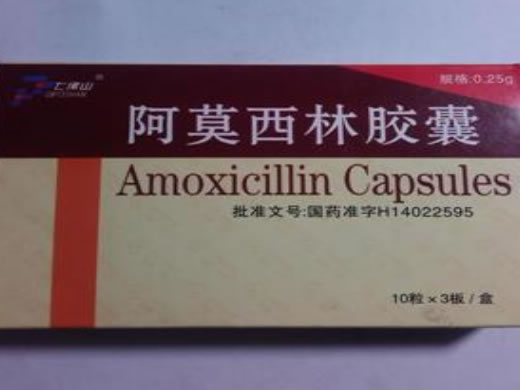 规格:0.25g
阿莫西林胶囊
Amoxicillin Capsules
批准文号:国药准字H14022595
10粒×3板/盒